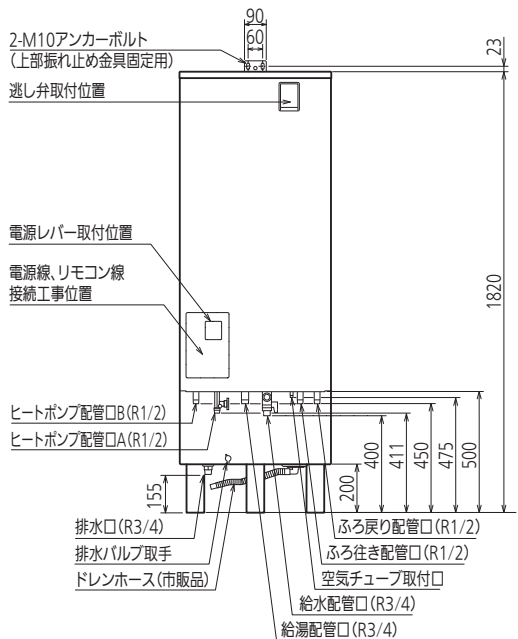 90
60
2-M10アンカーボルト
(上部振れ止め金具固定用)
23
逃し弁取付位置
電源レバー取付位置
電源線、リモコン線
接続工事位置
1820
ヒートポンプ配管口B(R1/2)
ヒートポンプ配管口A(R1/2)
155
200
400
411
450
475
500
排水口(R3/4)
排水バルブ取手
ドレンホース(市販品)
ふろ戻り配管口(R1/2)
ふろ往き配管口(R1/2)
空気チューブ取付口
給水配管口(R3/4)
給湯配管口(R3/4)